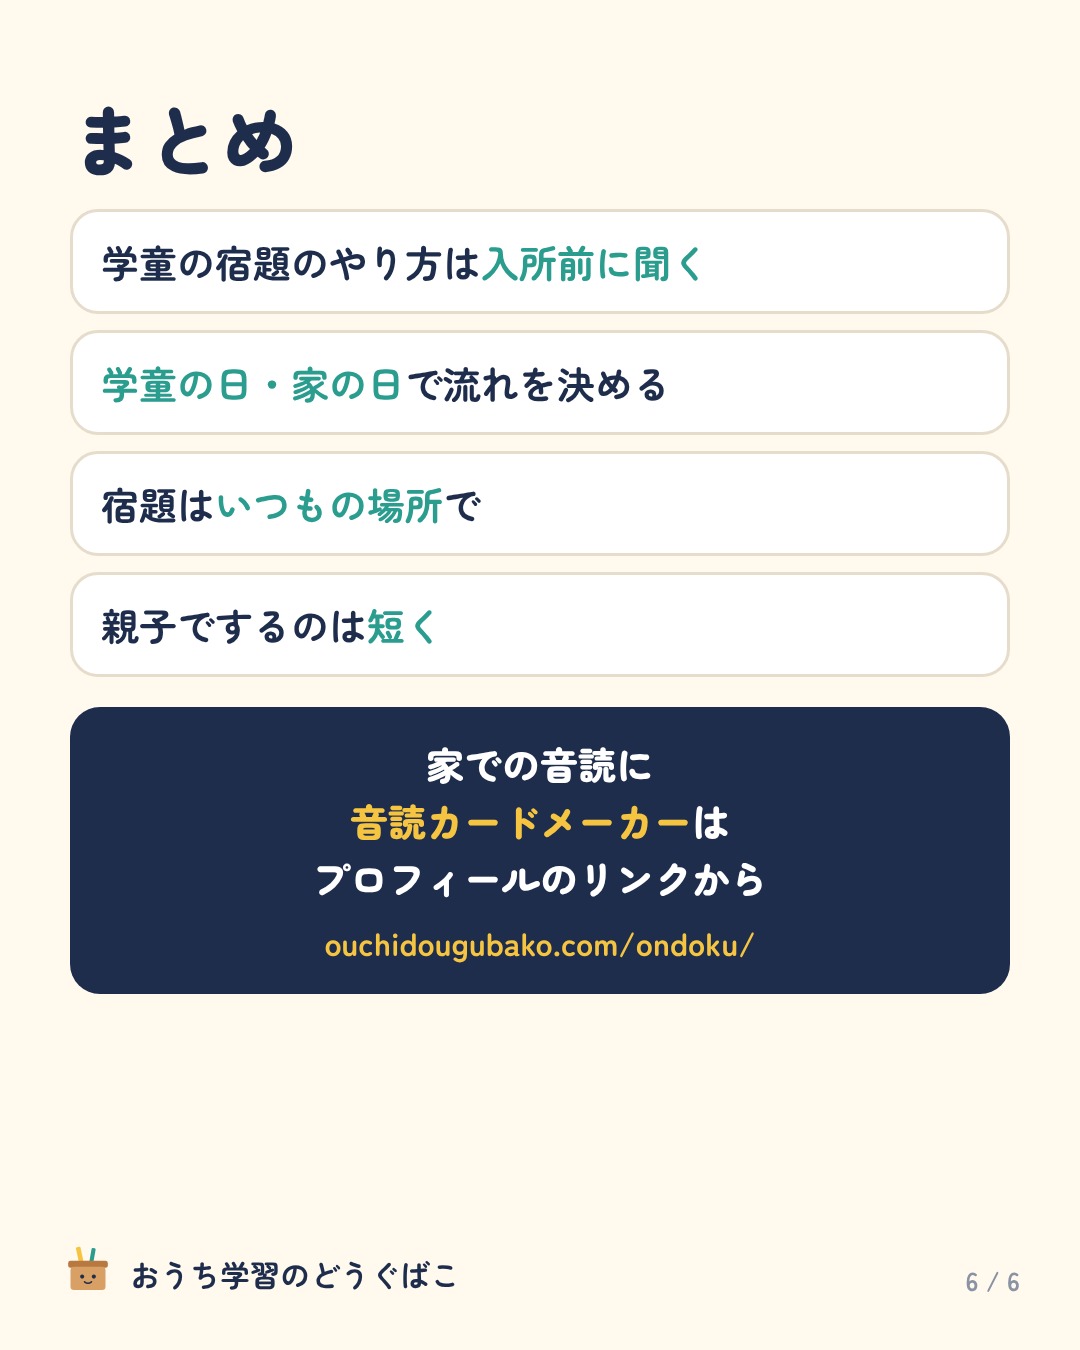 まとめ
学童の宿題のやり方は入所前に聞く
学童の日・家の日で流れを決める
宿題はいつもの場所で
親子でするのは短く
家での音読に
音読カードメーカーは
プロフィールのリンクから
ouchidougubako.com/ondoku/
おうち学習のどうぐばこ
6 / 6